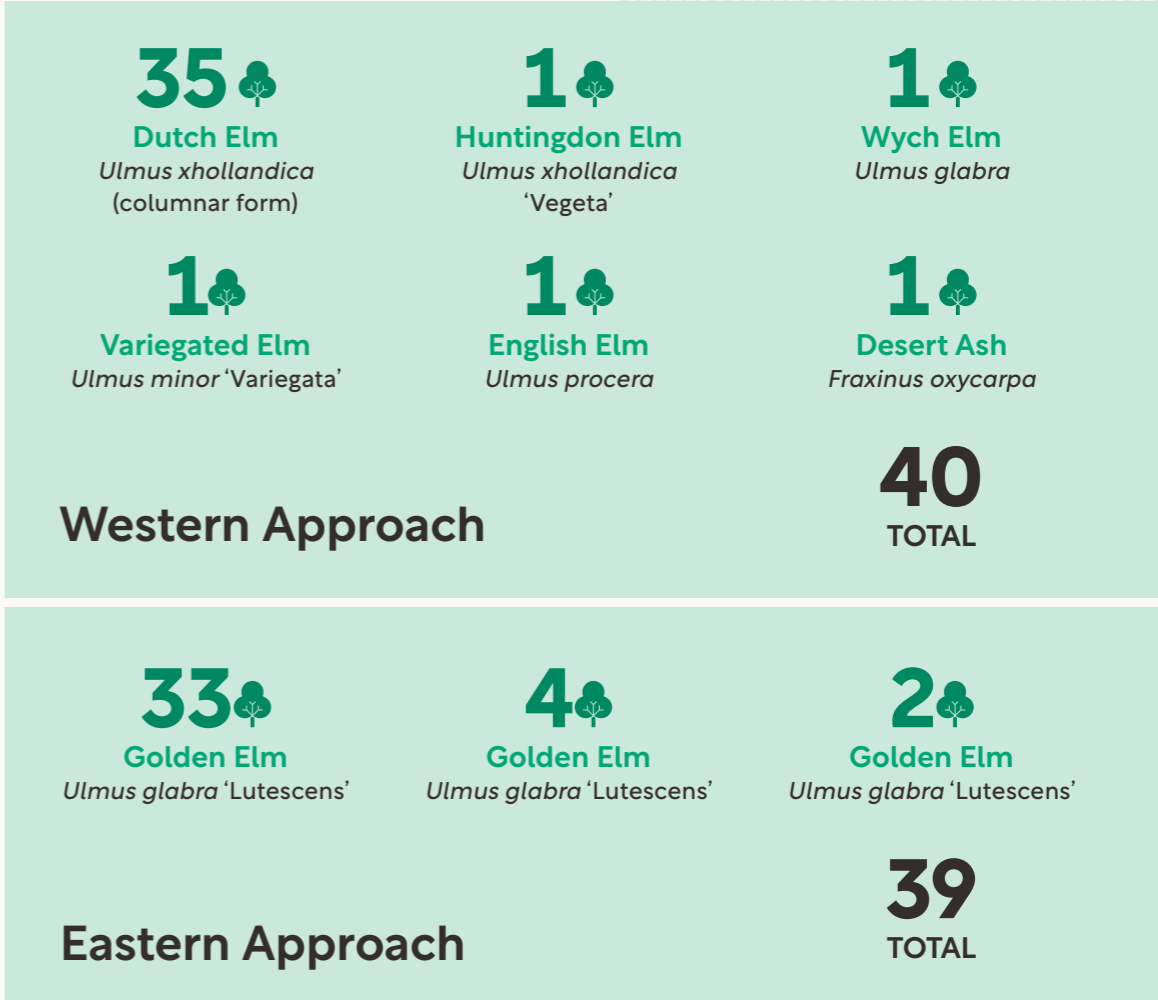 35
Dutch Elm
Ulmus xhollandica
(columnar form)
1
Huntingdon Elm
Ulmus xhollandica
‘Vegeta’
1
Wych Elm
Ulmus glabra
1
Variegated Elm
Ulmus minor ‘Variegata’
1
English Elm
Ulmus procera
1
Desert Ash
Fraxinus oxycarpa
Western Approach
40
TOTAL
33
Golden Elm
Ulmus glabra ‘Lutescens’
4
Golden Elm
Ulmus glabra ‘Lutescens’
2
Golden Elm
Ulmus glabra ‘Lutescens’
Eastern Approach
39
TOTAL